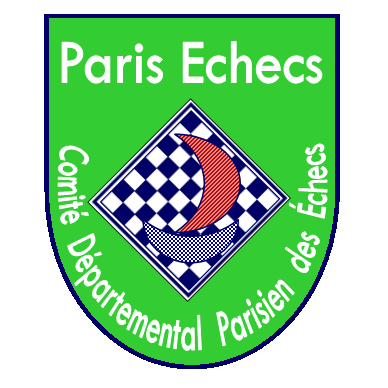 Paris Echecs
Comité Départemental Parisien des Échecs